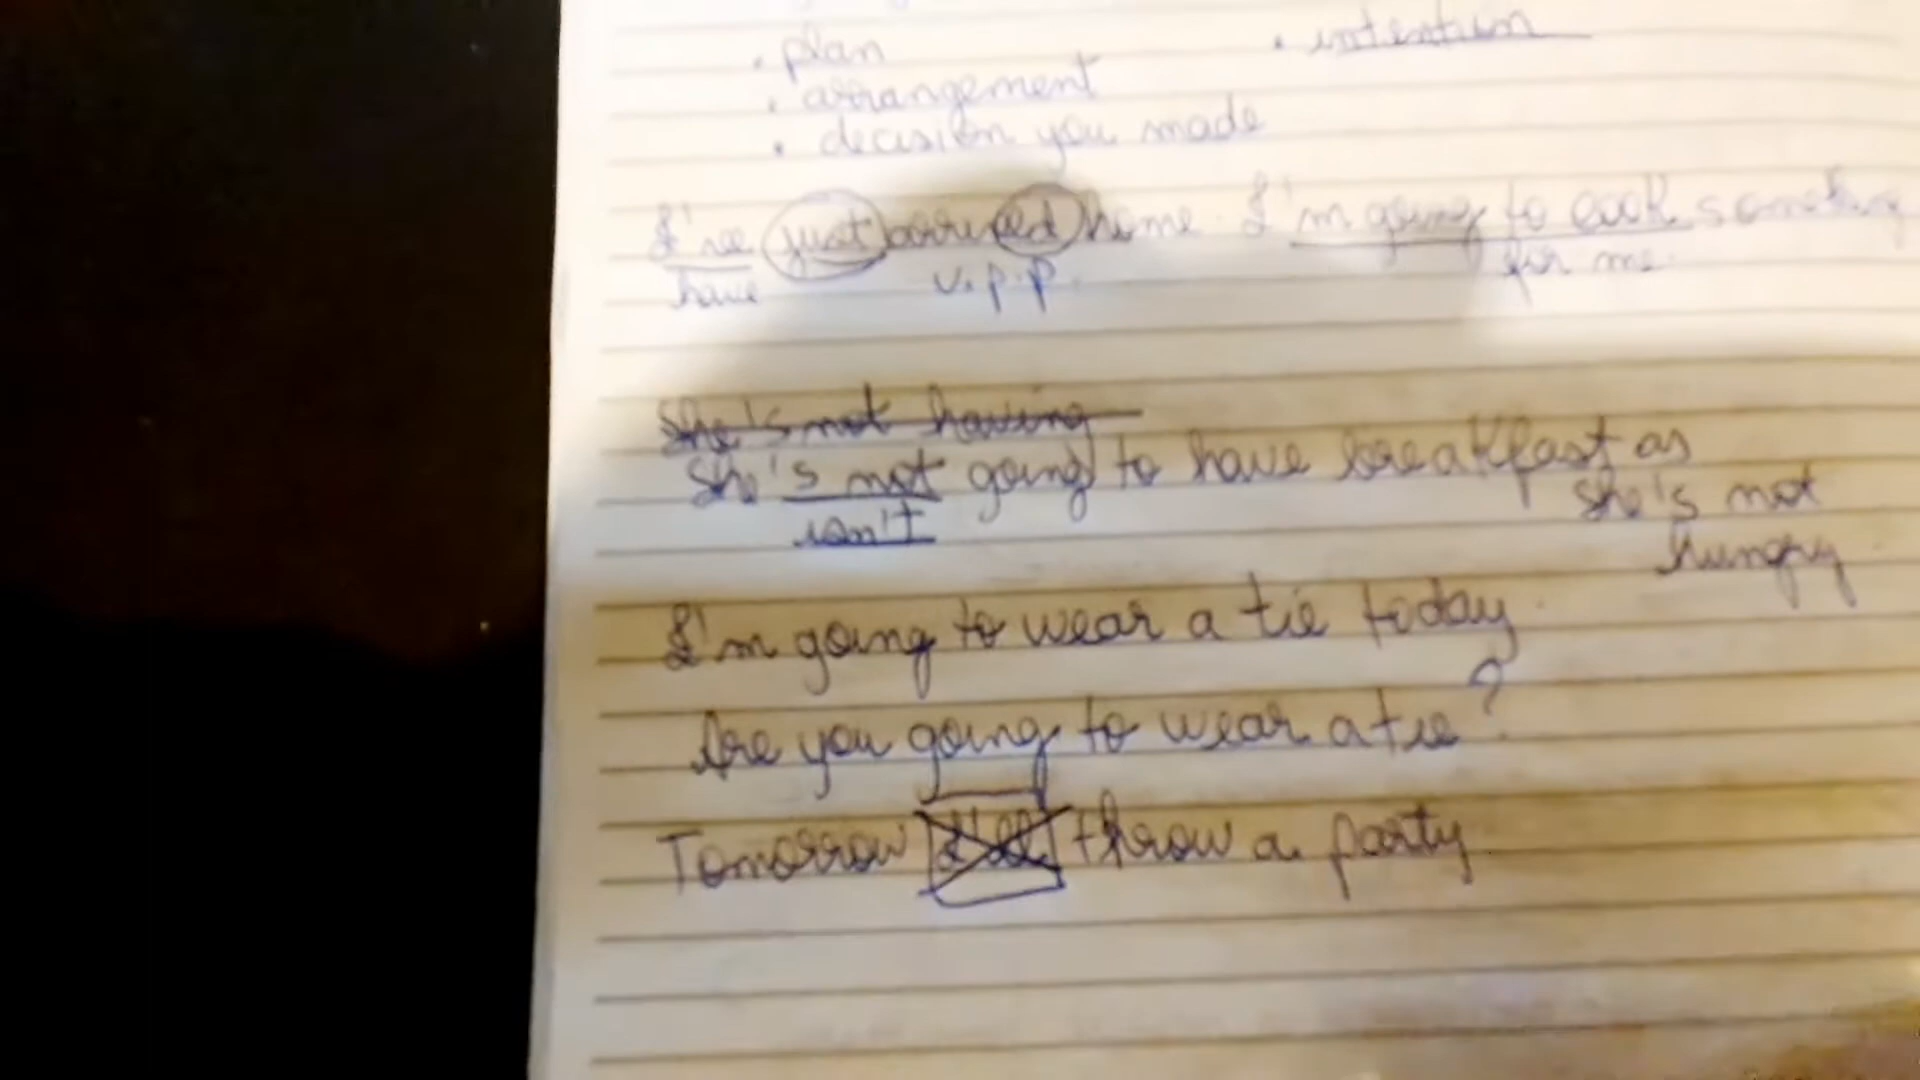 . plan . intention
. arrangement
. decision you made
I've just arrived home. I'm going to cook something
have v.p.p. for me.
She's not having
She's not going to have breakfast as
isn't she's not
hungry
I'm going to wear a tie today.
Are you going to wear a tie?
Tomorrow I'll throw a party